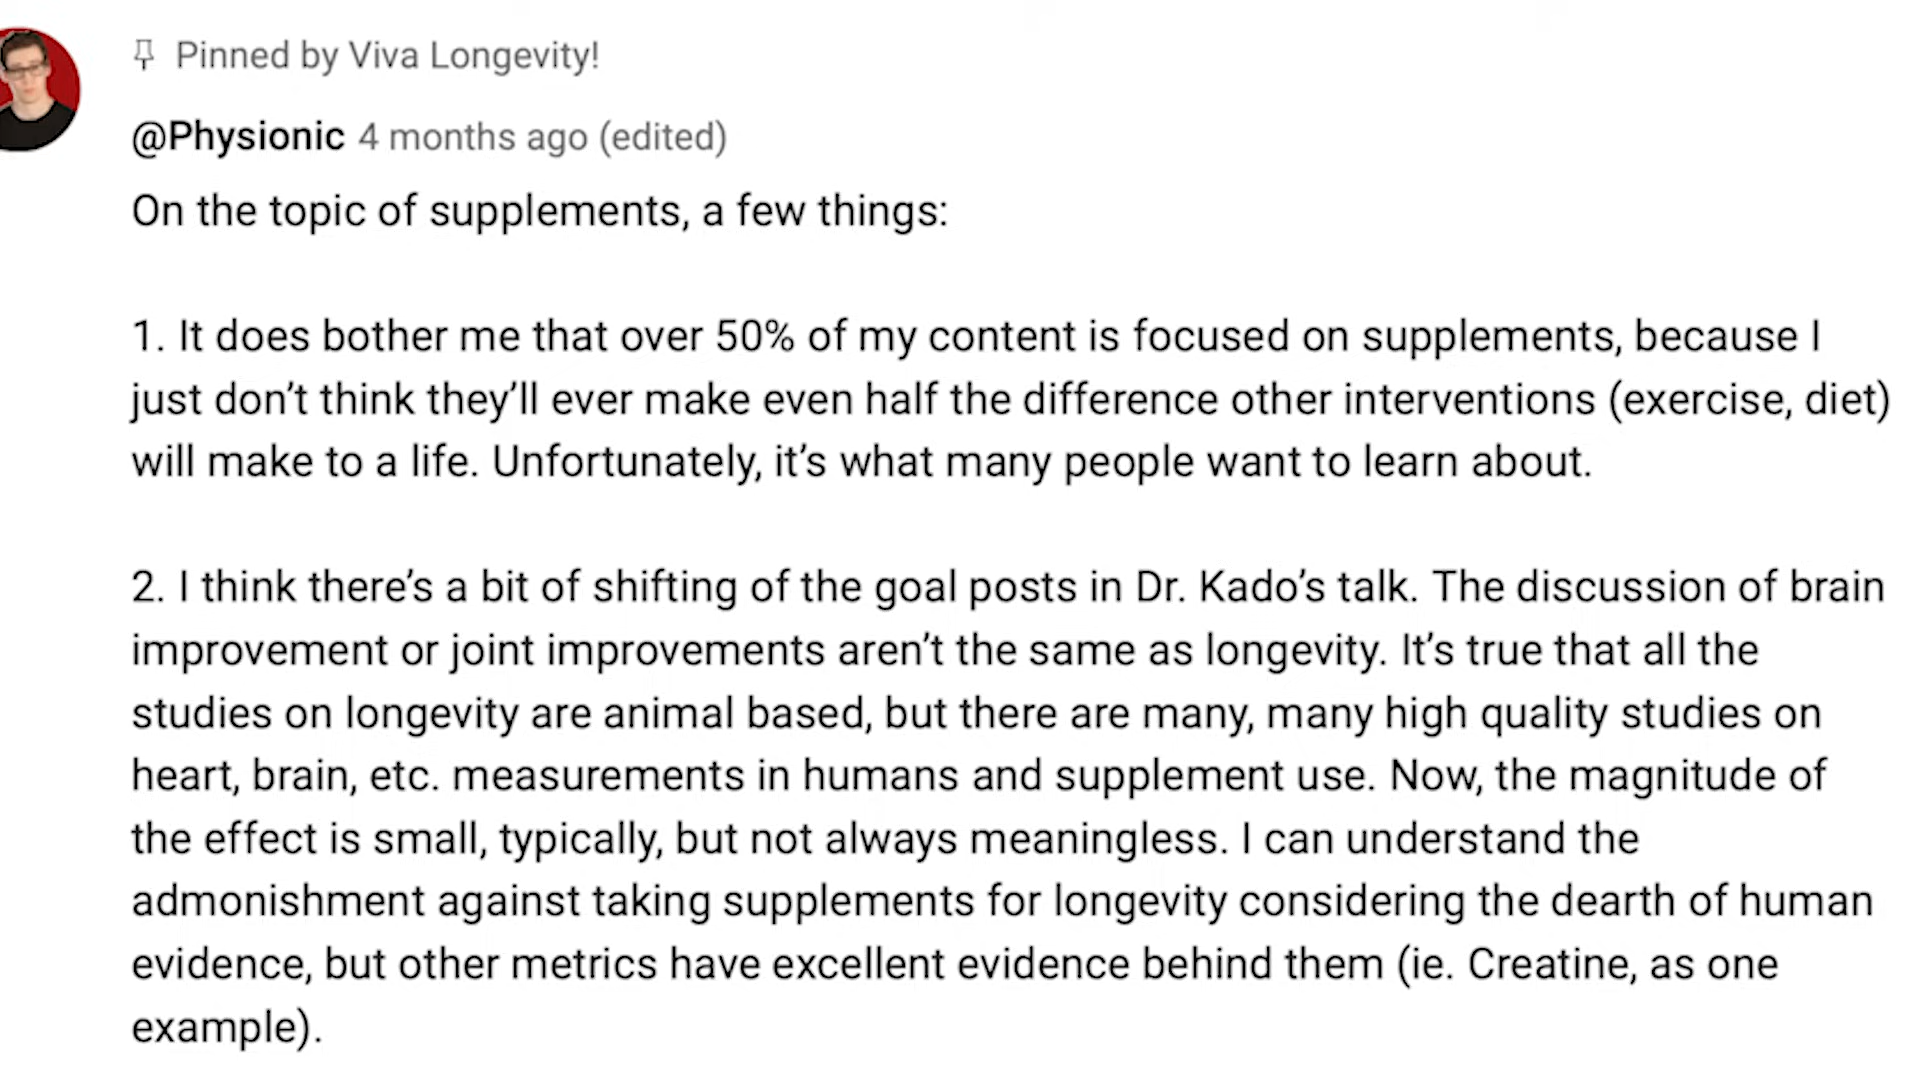 Pinned by Viva Longevity!
@Physionic 4 months ago (edited)
On the topic of supplements, a few things:
1. It does bother me that over 50% of my content is focused on supplements, because I
just don’t think they’ll ever make even half the difference other interventions (exercise, diet)
will make to a life. Unfortunately, it’s what many people want to learn about.
2. I think there’s a bit of shifting of the goal posts in Dr. Kado’s talk. The discussion of brain
improvement or joint improvements aren’t the same as longevity. It’s true that all the
studies on longevity are animal based, but there are many, many high quality studies on
heart, brain, etc. measurements in humans and supplement use. Now, the magnitude of
the effect is small, typically, but not always meaningless. I can understand the
admonishment against taking supplements for longevity considering the dearth of human
evidence, but other metrics have excellent evidence behind them (ie. Creatine, as one
example).